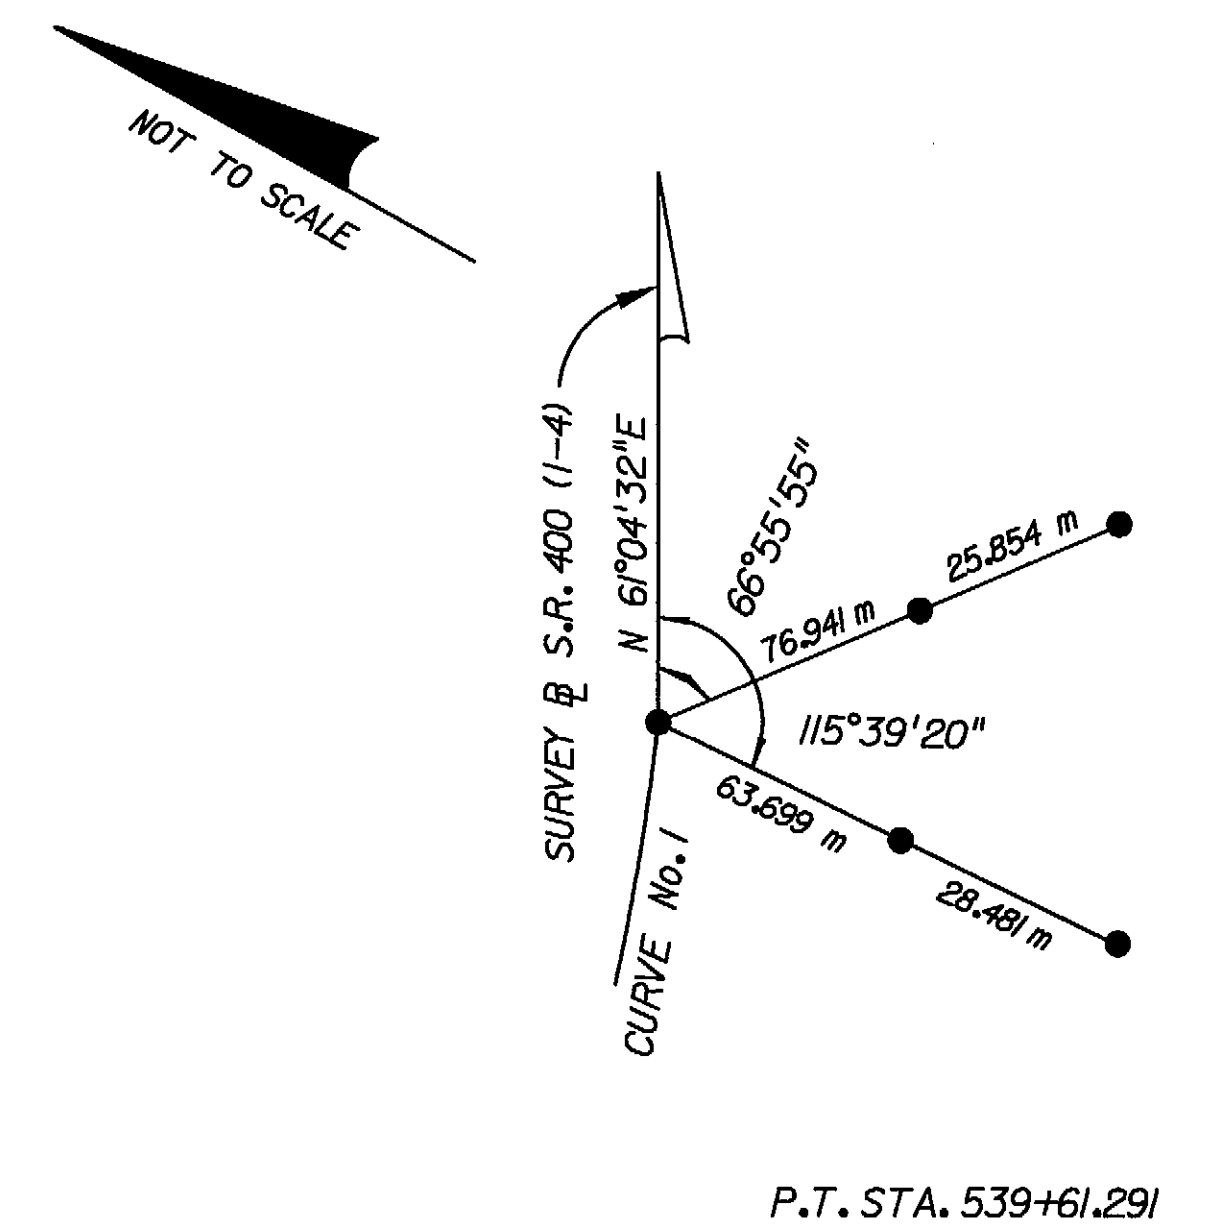 NOT TO SCALE
SURVEY ⅊ S.R. 400 (I-4)
N 61°04'32"E
66°55'55"
25.854 m
76.941 m
115°39'20"
63.699 m
28.481 m
CURVE No. 1
P.T. STA. 539+61.291